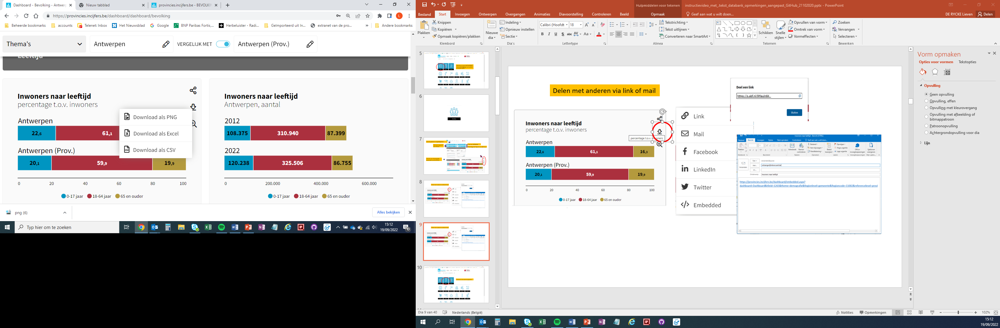 Dashboard - Bevolking - Antwerp
Nieuw tabblad
provincies.incijfers.be - BEVOLKIN
https://provincies.incijfers.be/dashboard/dashboard/bevolking
L
Beheerde bookmarks
accounts
Telenet: Inbox
Het Nieuwsblad
Google
BNP Paribas Fortis,...
Herbeluister - Radi...
Geïmporteerd uit In...
extranet van de pro...
»
Andere bookmarks
Thema's
Antwerpen
VERGELIJK MET
Antwerpen (Prov.)
Leeftijd
Inwoners naar leeftijd
percentage t.o.v. inwoners
Antwerpen
22,6
61,1
Antwerpen (Prov.)
20,1
59,9
19,9
0 20 40 60 80 100
0-17 jaar 18-64 jaar 65 en ouder
Download als PNG
Download als Excel
Download als CSV
Inwoners naar leeftijd
Antwerpen, aantal
2012
108.375 310.940 87.399
2022
120.238 325.506 86.755
0 200.000 400.000 600.000
0-17 jaar 18-64 jaar 65 en ouder
png (6)
Alles bekijken
Typ hier om te zoeken
15:12
19/09/2022
10
Hulpmiddelen voor tekenen
instructievideo_met_.tekst_databank_opmerkingen_aangepast_GitHub_21102020.pptx - PowerPoint
Bestand Start Invoegen Ontwerpen Overgangen Animaties Diavoorstelling Controleren Beeld Opmaak
Geef aan wat u wilt doen...
DE RYCKE Lieven
Delen
Plakken
Knippen
Kopiëren
Opmaak kopiëren/plakken
Klembord
Nieuwe
dia
Indeling
Opnieuw instellen
Sectie
Dia's
Calibri (Hoofdt
18
B I U S abc AV Aa A
Lettertype
Tekstrichting
Tekst uitlijnen
Converteren naar SmartArt
Alinea
Schikken
Snelle
stijlen
Opvullen van vorm
Omtrek van vorm
Vormeffecten
Tekenen
Zoeken
Vervangen
Selecteren
Bewerken
5
6
7
8
9
10
Delen met anderen via link of mail
Inwoners naar leeftijd
percentage t.o.v. inwoners
percentage t.o.v. inwoners
Antwerpen
22,6 61,1 16,3
Antwerpen (Prov.)
20,1 59,9 19,9
0 20 40 60 80 100
0-17 jaar 18-64 jaar 65 en ouder
Link
Mail
Facebook
LinkedIn
Twitter
Embedded
Deel een link
https://s.abf.nl/9MauIn6K
Sluiten
Inwoners naar leeftijd - Bericht (HTML)
Onderwerp
Inwoners naar leeftijd
https://provincies.incijfers.be/dashboard/embedded.aspx?
dashboard=Dashboard&tileid=1265&theme=demografie&Regionlevel=gemeente&Regioncode=11002&referencelevel=provi
Vorm opmaken
Opties voor vormen Tekstopties
Opvulling
Geen opvulling
Opvulling, effen
Opvulling met kleurovergang
Opvulling met afbeelding of
bitmappatroon
Patroonopvulling
Achtergrondopvulling voor dia
Lijn
Dia 9 van 40
Nederlands (België)
Notities
Opmerkingen
102%
15:12
19/09/2022